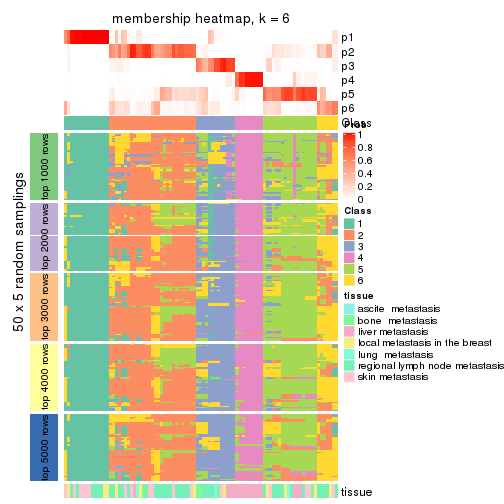 membership heatmap, k = 6
p1
p2
p3
p4
p5
p6
Class
Prob
1
0.8
0.6
0.4
0.2
0
Class
1
2
3
4
5
6
tissue
ascite metastasis
bone metastasis
liver metastasis
local metastasis in the breast
lung metastasis
regional lymph node metastasis
skin metastasis
50 x 5 random samplings
top 1000 rows
top 2000 rows
top 3000 rows
top 4000 rows
top 5000 rows
tissue